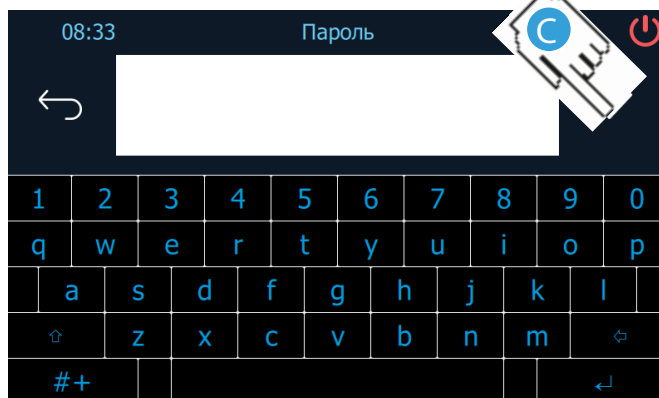 08:33 Пароль C
1 2 3 4 5 6 7 8 9 0
q w e r t y u i o p
a s d f g h j k l
z x c v b n m
#+